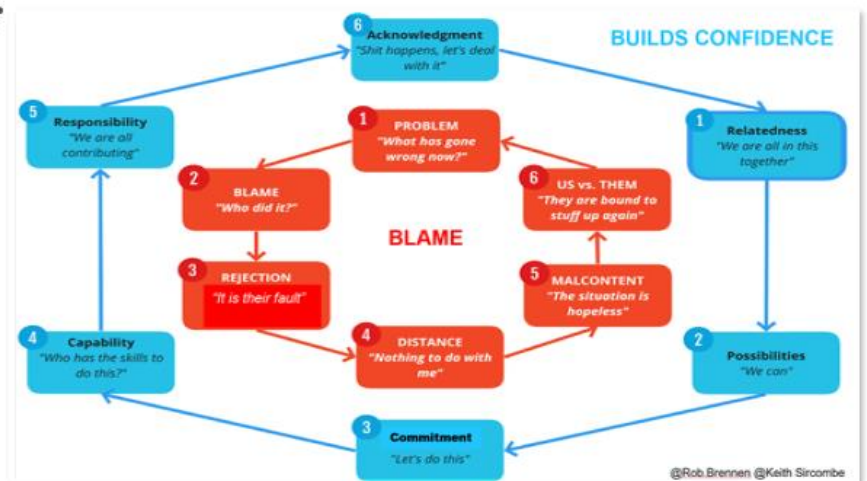 BUILDS CONFIDENCE
6
Acknowledgment
"Shit happens, let's deal
with it"
5
Responsibility
"We are all
contributing"
1
PROBLEM
"What has gone
wrong now?"
1
Relatedness
"We are all in this
together"
2
BLAME
"Who did it?"
6
US vs. THEM
"They are bound to
stuff up again"
BLAME
3
REJECTION
"It is their fault"
5
MALCONTENT
"The situation is
hopeless"
4
Capability
"Who has the skills to
do this?"
4
DISTANCE
"Nothing to do with
me"
2
Possibilities
"We can"
3
Commitment
"Let's do this"
@Rob.Brennen @Keith Sircombe